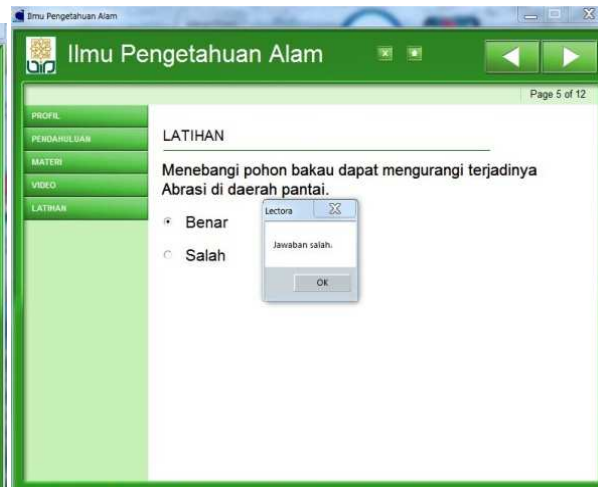 Ilmu Pengetahuan Alam
Ilmu Pengetahuan Alam
Page 5 of 12
PROFIL
PENDAHULUAN
MATERI
VIDEO
LATIHAN
LATIHAN
Menebangi pohon bakau dapat mengurangi terjadinya
Abrasi di daerah pantai.
Benar
Salah
Lectora
Jawaban salah.
OK